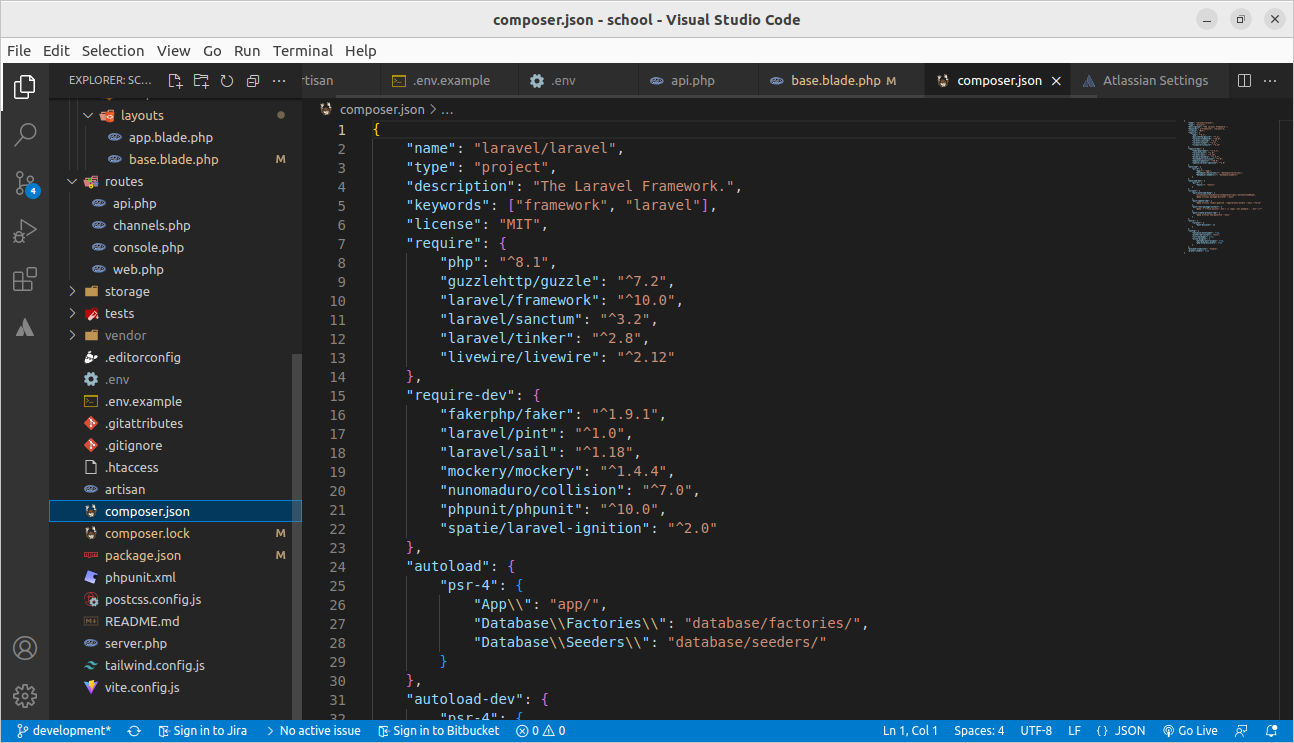 composer.json - school - Visual Studio Code
File Edit Selection View Go Run Terminal Help
EXPLORER: SC...
rtisan
.env.example
.env
api.php
base.blade.php M
composer.json
Atlassian Settings
layouts
app.blade.php
base.blade.php M
routes
api.php
channels.php
console.php
web.php
storage
tests
vendor
.editorconfig
.env
.env.example
.gitattributes
.gitignore
.htaccess
artisan
composer.json
composer.lock M
package.json M
phpunit.xml
postcss.config.js
README.md
server.php
tailwind.config.js
vite.config.js
4
composer.json > ...
1 {
2 "name": "laravel/laravel",
3 "type": "project",
4 "description": "The Laravel Framework.",
5 "keywords": ["framework", "laravel"],
6 "license": "MIT",
7 "require": {
8 "php": "^8.1",
9 "guzzlehttp/guzzle": "^7.2",
10 "laravel/framework": "^10.0",
11 "laravel/sanctum": "^3.2",
12 "laravel/tinker": "^2.8",
13 "livewire/livewire": "^2.12"
14 },
15 "require-dev": {
16 "fakerphp/faker": "^1.9.1",
17 "laravel/pint": "^1.0",
18 "laravel/sail": "^1.18",
19 "mockery/mockery": "^1.4.4",
20 "nunomaduro/collision": "^7.0",
21 "phpunit/phpunit": "^10.0",
22 "spatie/laravel-ignition": "^2.0"
23 },
24 "autoload": {
25 "psr-4": {
26 "App\\": "app/",
27 "Database\\Factories\\": "database/factories/",
28 "Database\\Seeders\\": "database/seeders/"
29 }
30 },
31 "autoload-dev": {
32 "psr-4": {
development* Sign in to Jira No active issue Sign in to Bitbucket 0 0 Ln 1, Col 1 Spaces: 4 UTF-8 LF {} JSON Go Live